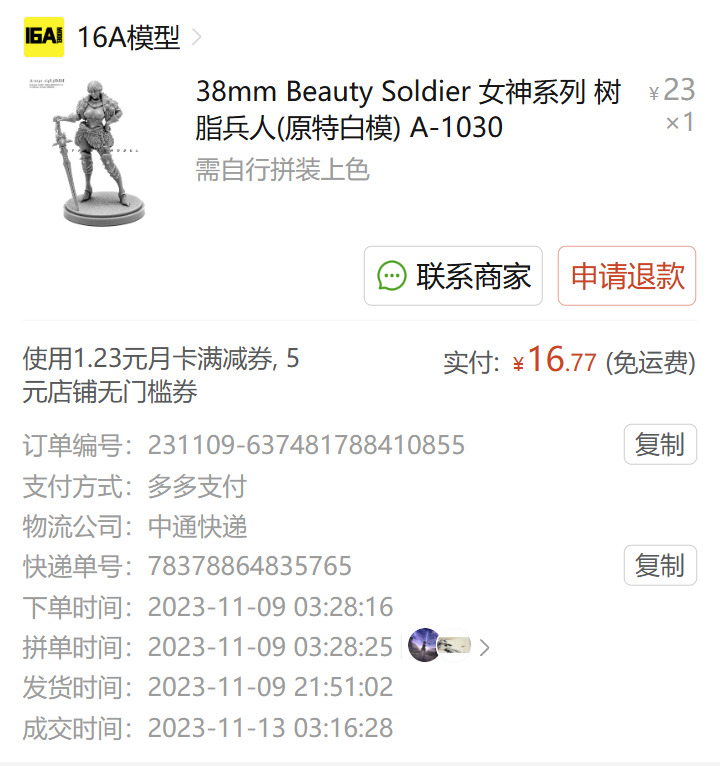 16A
16A模型
38mm Beauty Soldier 女神系列 树
脂兵人(原特白模) A-1030
¥23
×1
需自行拼装上色
联系商家
申请退款
使用1.23元月卡满减券, 5
元店铺无门槛券
实付: ¥16.77 (免运费)
订单编号: 231109-637481788410855
复制
支付方式: 多多支付
物流公司: 中通快递
快递单号: 78378864835765
复制
下单时间: 2023-11-09 03:28:16
拼单时间: 2023-11-09 03:28:25
发货时间: 2023-11-09 21:51:02
成交时间: 2023-11-13 03:16:28